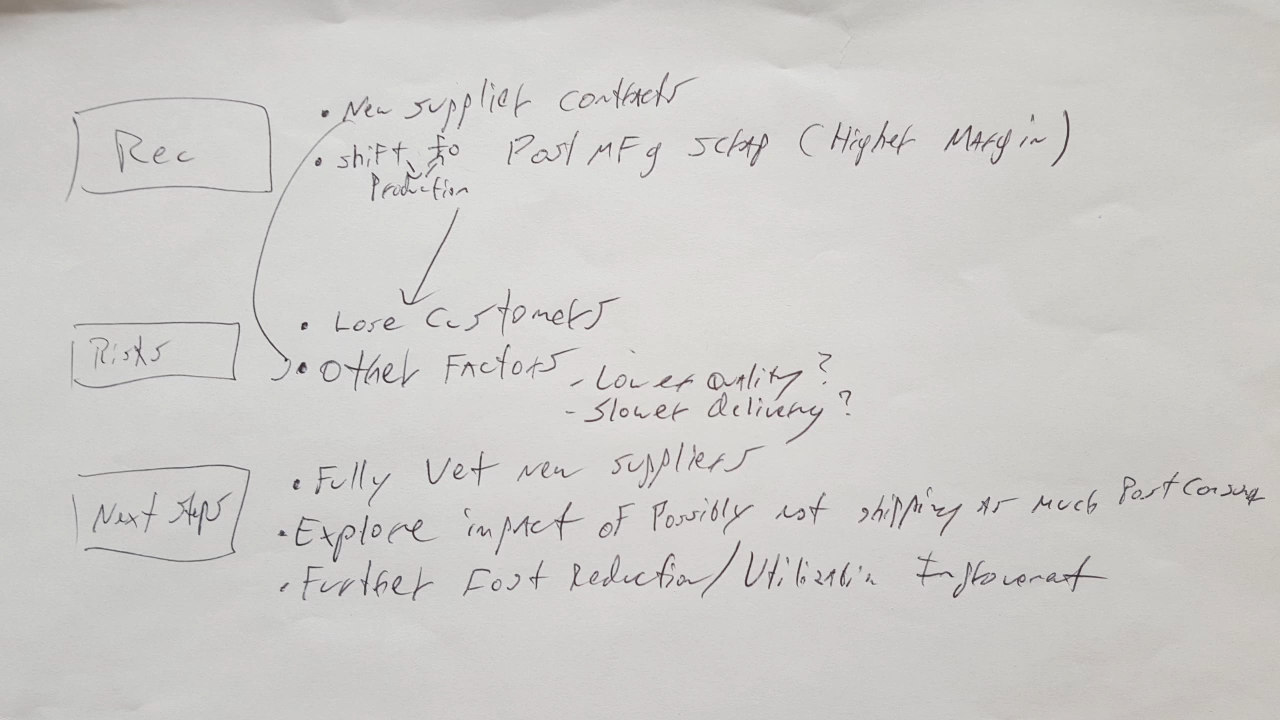 Rec
• New supplier contracts
• shift to Post MFg scrap (Higher Margin)
Production
Risks
• Lose Customers
• Other Factors
- Lower Quality?
- Slower delivery?
Next Steps
• Fully Vet New suppliers
• Explore impact of Possibly not shipping as much Post Consumer
• Further Cost Reduction/Utilization Improvement